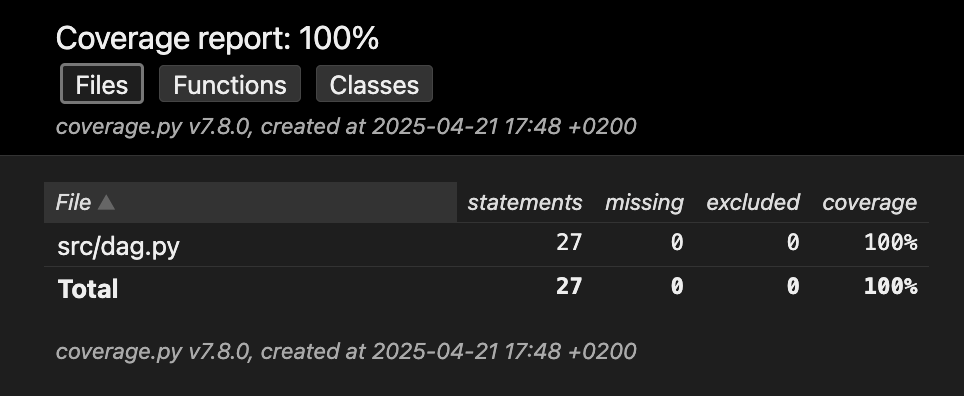 Coverage report: 100%
Files Functions Classes
coverage.py v7.8.0, created at 2025-04-21 17:48 +0200
File ▲ statements missing excluded coverage
src/dag.py 27 0 0 100%
Total 27 0 0 100%
coverage.py v7.8.0, created at 2025-04-21 17:48 +0200